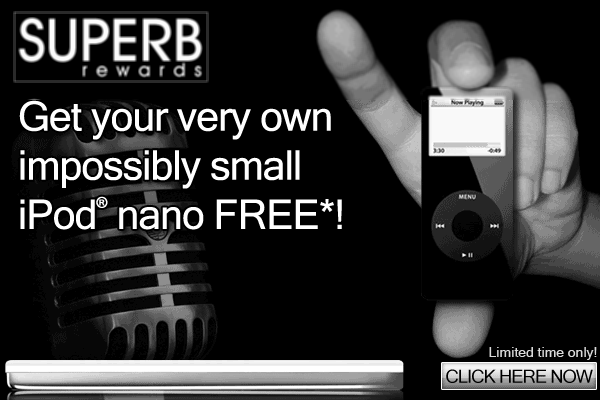 SUPERB
rewards
Get your very own
impossibly small
iPod® nano FREE*!
Now Playing
3:30 -0:49
MENU
Limited time only!
CLICK HERE NOW